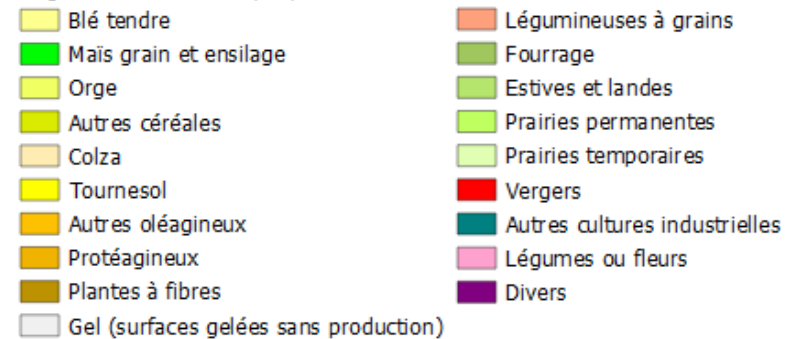 Blé tendre
Maïs grain et ensilage
Orge
Autres céréales
Colza
Tournesol
Autres oléagineux
Protéagineux
Plantes à fibres
Gel (surfaces gelées sans production)
Légumineuses à grains
Fourrage
Estives et landes
Prairies permanentes
Prairies temporaires
Vergers
Autres cultures industrielles
Légumes ou fleurs
Divers